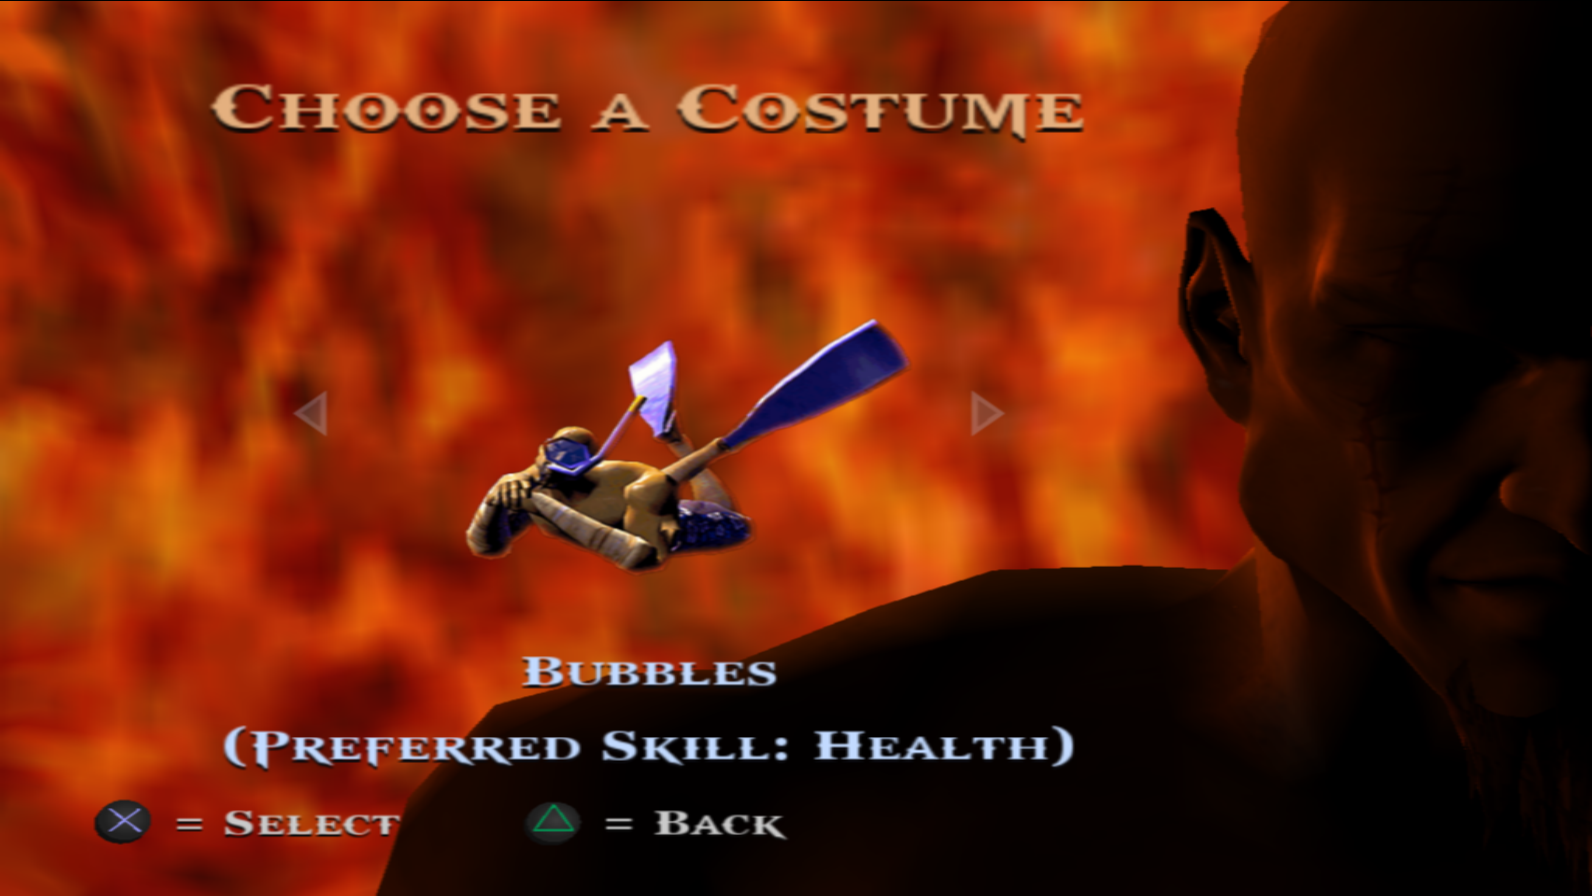 Choose a Costume
Bubbles
(Preferred Skill: Health)
= Select = Back